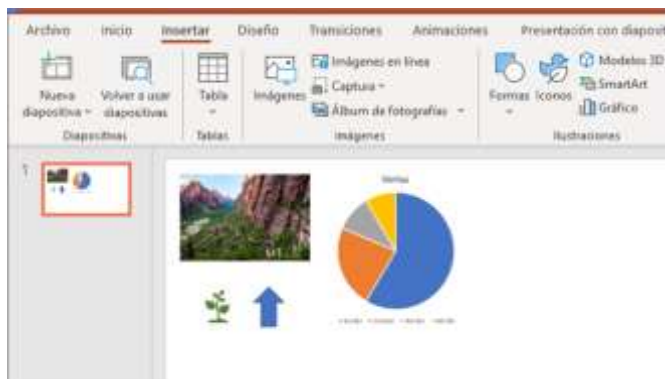 Archivo Inicio Insertar Diseño Transiciones Animaciones Presentación con diaposit
Nueva diapositiva
Volver a usar diapositivas
Diapositivas
Tabla
Tablas
Imágenes
Imágenes en línea
Captura
Álbum de fotografías
Imágenes
Formas
Iconos
Modelos 3D
SmartArt
Gráfico
Ilustraciones
1
Ventas